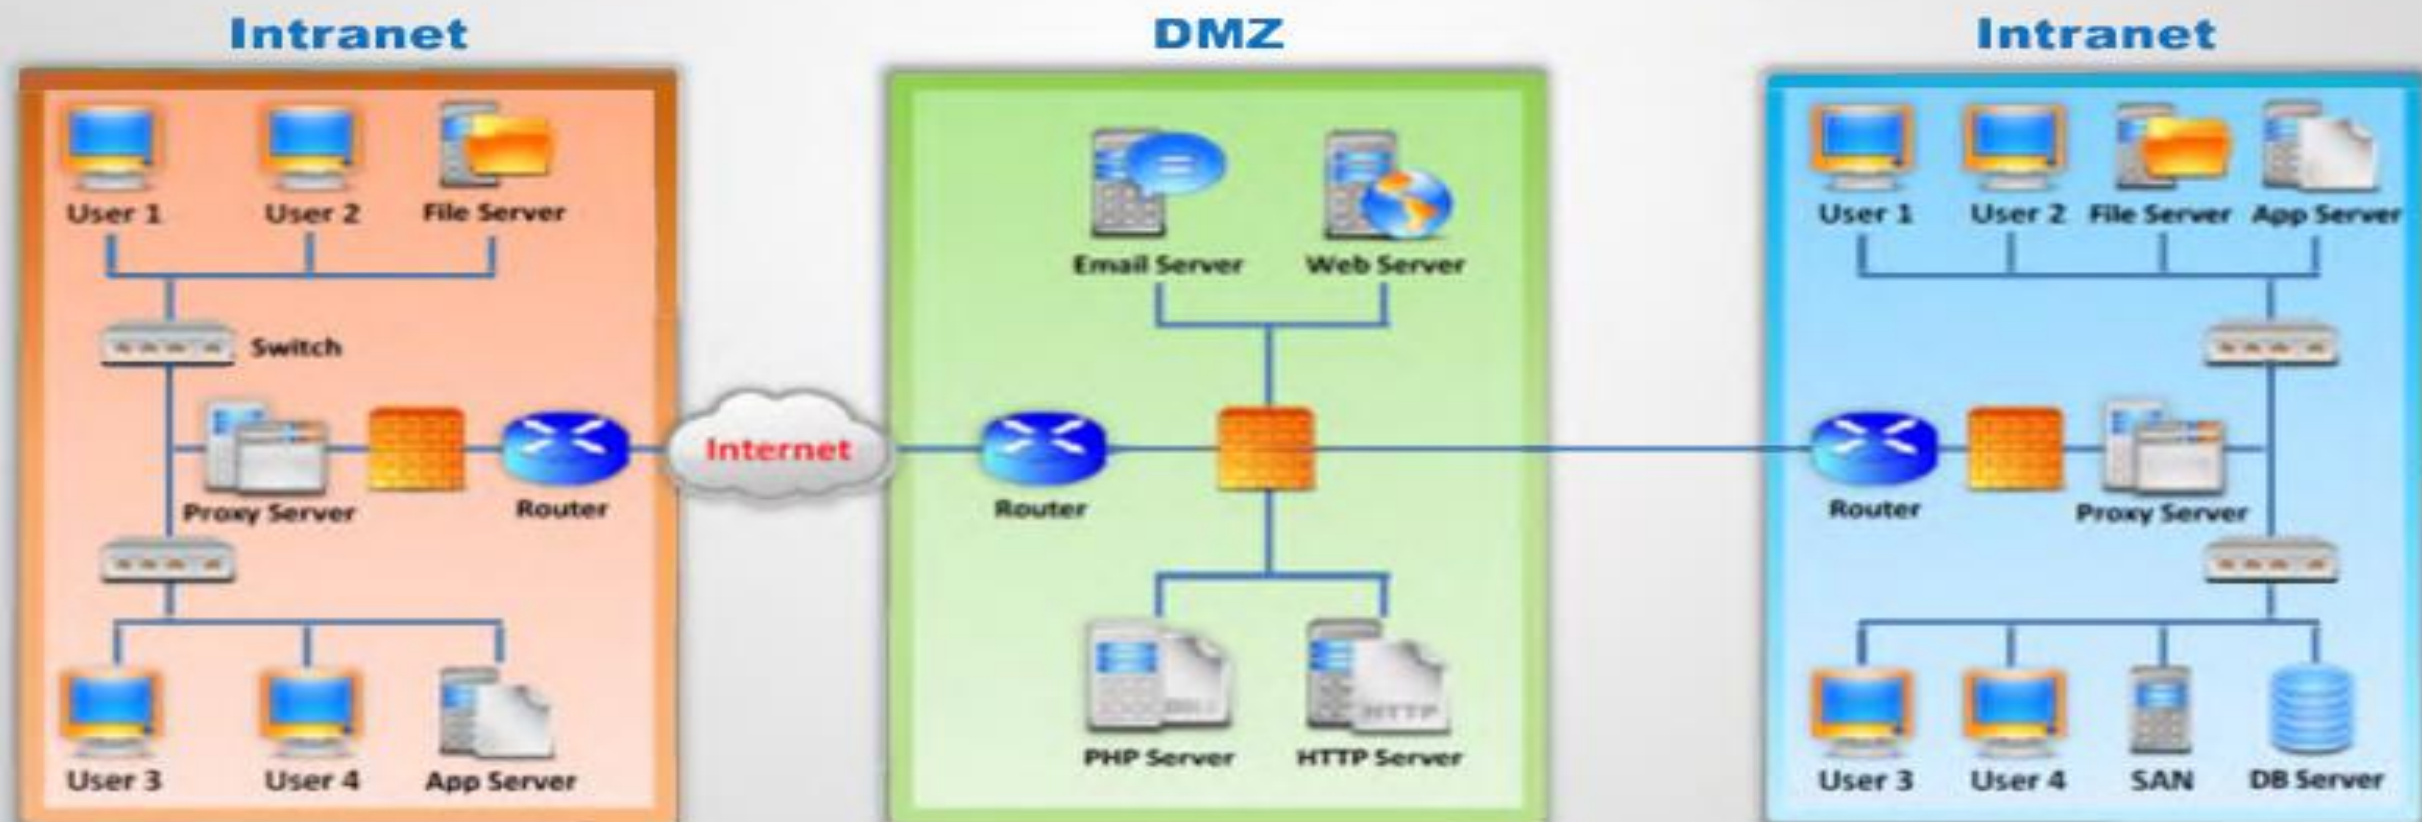 Intranet
DMZ
Intranet
User 1
User 2
File Server
Switch
Proxy Server
Router
User 3
User 4
App Server
Internet
Email Server
Web Server
Router
PHP Server
HTTP Server
HTTP
User 1
User 2
File Server
App Server
Router
Proxy Server
User 3
User 4
SAN
DB Server